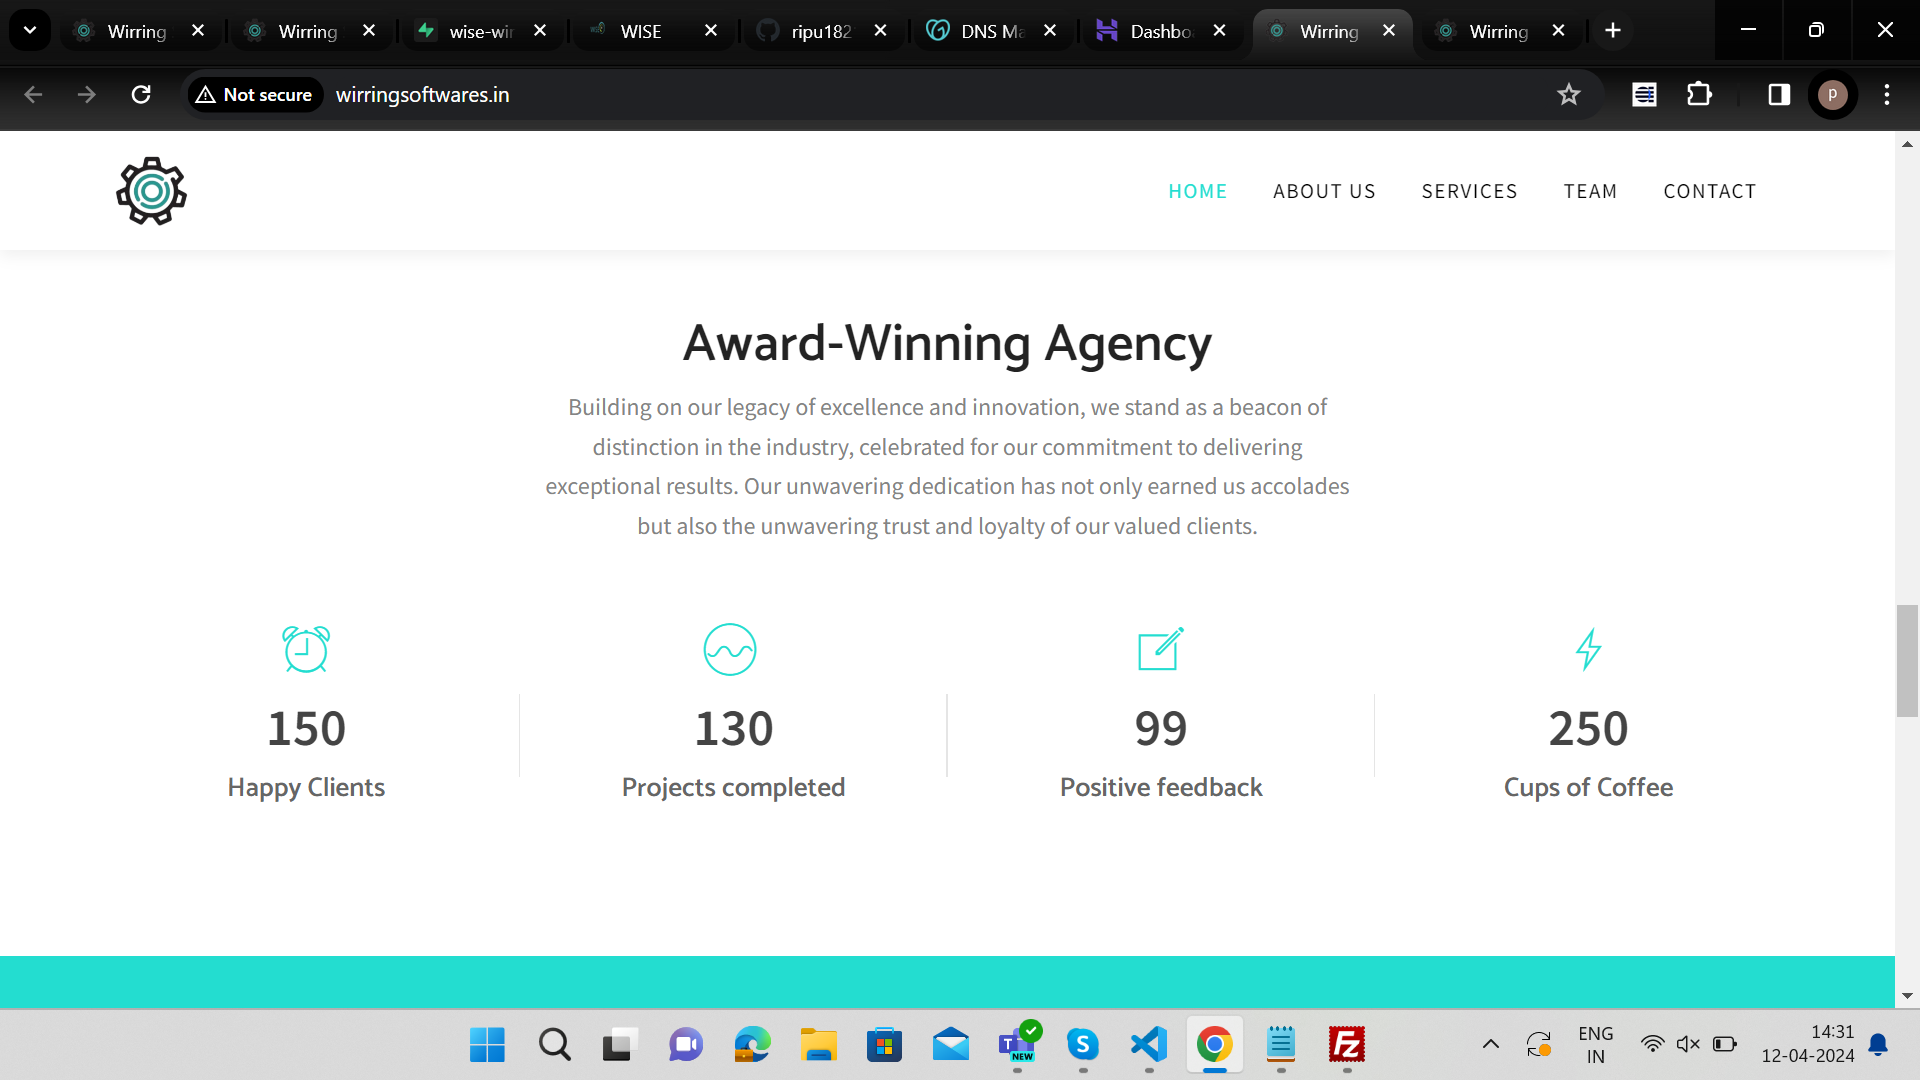 Wirring
Wirring
wise-wir
WISE
ripu182
DNS Ma
Dashbo
Wirring
Wirring
Not secure
wirringsoftwares.in
p
HOME
ABOUT US
SERVICES
TEAM
CONTACT
Award-Winning Agency
Building on our legacy of excellence and innovation, we stand as a beacon of
distinction in the industry, celebrated for our commitment to delivering
exceptional results. Our unwavering dedication has not only earned us accolades
but also the unwavering trust and loyalty of our valued clients.
150
Happy Clients
130
Projects completed
99
Positive feedback
250
Cups of Coffee
T
NEW
S
Fz
ENG
IN
14:31
12-04-2024